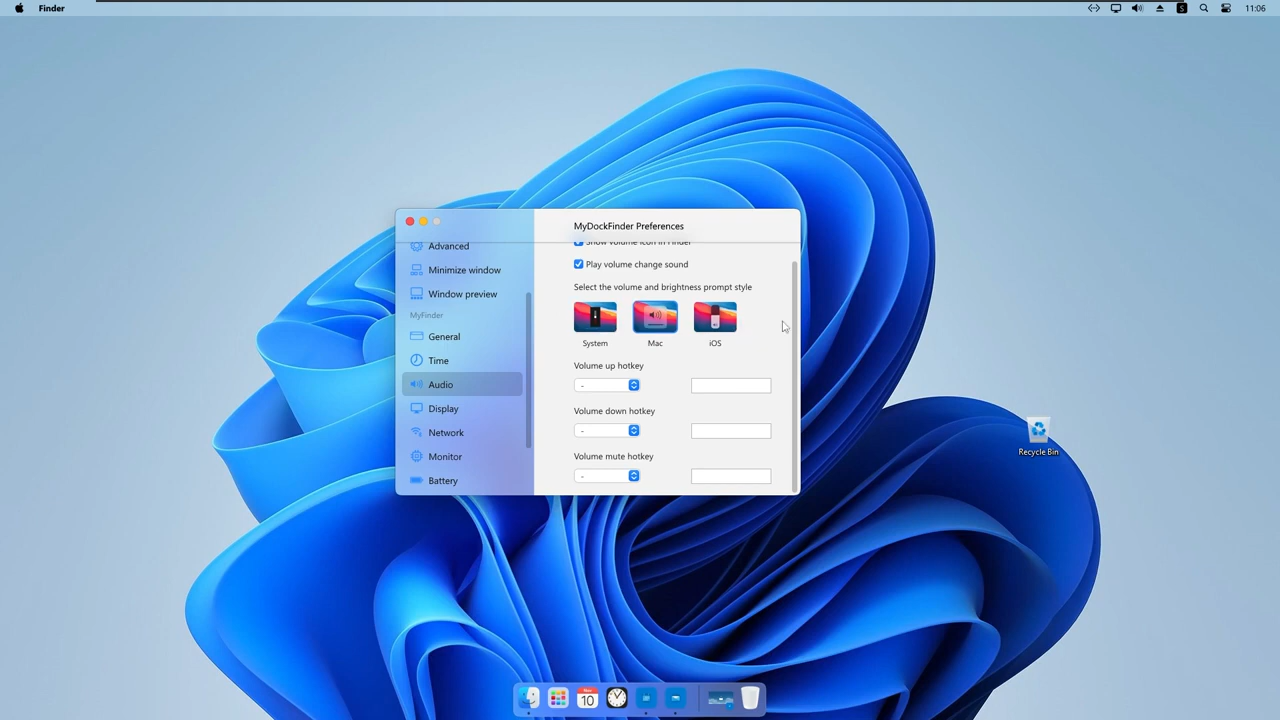 Finder
S
11:06
MyDockFinder Preferences
Advanced
Minimize window
Window preview
MyFinder
General
Time
Audio
Display
Network
Monitor
Battery
Show volume icon in Finder
Play volume change sound
Select the volume and brightness prompt style
System
Mac
iOS
Volume up hotkey
-
Volume down hotkey
-
Volume mute hotkey
-
Recycle Bin
10